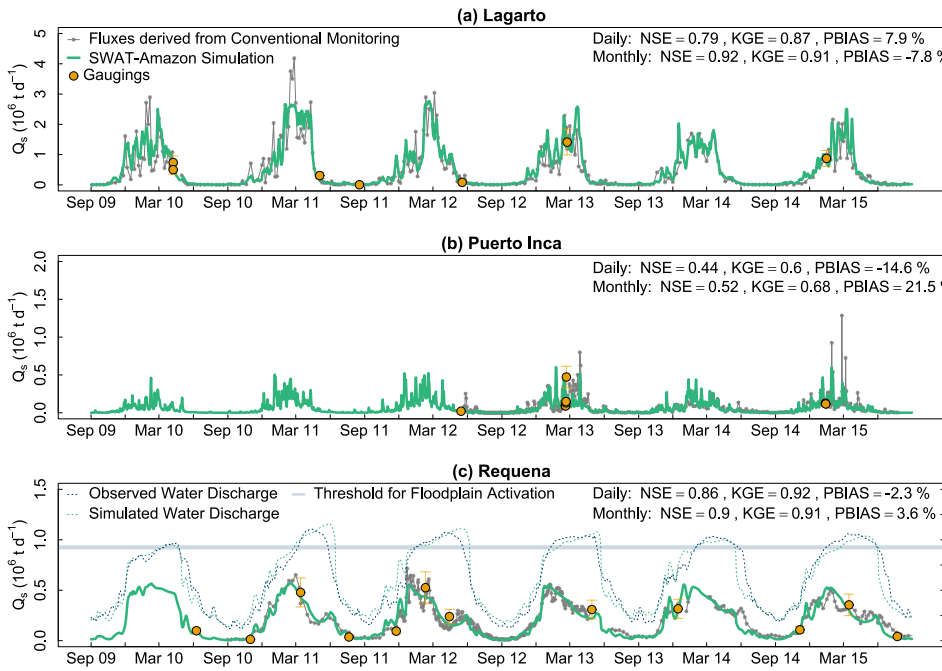 (a) Lagarto
Fluxes derived from Conventional Monitoring
SWAT-Amazon Simulation
Gaugings
Daily: NSE = 0.79 , KGE = 0.87 , PBIAS = 7.9 %
Monthly: NSE = 0.92 , KGE = 0.91 , PBIAS = -7.8 %
Qs (10^6 t d^−1)
5
4
3
2
1
0
Sep 09 Mar 10 Sep 10 Mar 11 Sep 11 Mar 12 Sep 12 Mar 13 Sep 13 Mar 14 Sep 14 Mar 15
(b) Puerto Inca
Daily: NSE = 0.44 , KGE = 0.6 , PBIAS = -14.6 %
Monthly: NSE = 0.52 , KGE = 0.68 , PBIAS = 21.5 %
Qs (10^6 t d^−1)
2.0
1.5
1.0
0.5
0.0
Sep 09 Mar 10 Sep 10 Mar 11 Sep 11 Mar 12 Sep 12 Mar 13 Sep 13 Mar 14 Sep 14 Mar 15
(c) Requena
Observed Water Discharge
Simulated Water Discharge
Threshold for Floodplain Activation
Daily: NSE = 0.86 , KGE = 0.92 , PBIAS = -2.3 %
Monthly: NSE = 0.9 , KGE = 0.91 , PBIAS = 3.6 %
Qs (10^6 t d^−1)
1.5
1.0
0.5
0.0
Sep 09 Mar 10 Sep 10 Mar 11 Sep 11 Mar 12 Sep 12 Mar 13 Sep 13 Mar 14 Sep 14 Mar 15